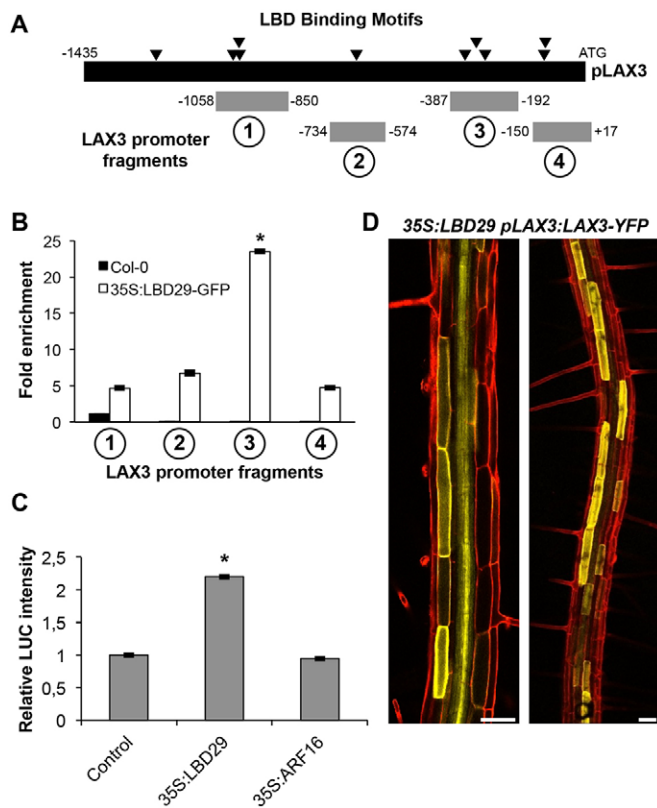 A
LBD Binding Motifs
-1435
ATG
pLAX3
-1058
-850
-387
-192
1
3
LAX3 promoter
fragments
-734
-574
-150
+17
2
4
B
Fold enrichment
25
20
15
10
5
0
Col-0
35S:LBD29-GFP
*
1
2
3
4
LAX3 promoter fragments
C
Relative LUC intensity
2,5
2
1,5
1
0,5
0
*
Control
35S:LBD29
35S:ARF16
D
35S:LBD29 pLAX3:LAX3-YFP